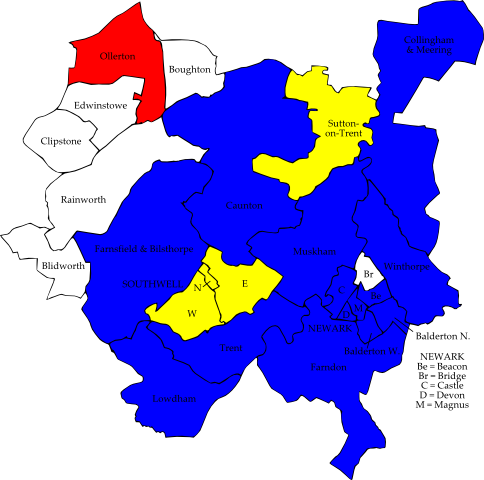 Collingham
& Meering
Ollerton
Boughton
Edwinstowe
Sutton-
on-Trent
Clipstone
Rainworth
Caunton
Farnsfield & Bilsthorpe
Muskham
Blidworth
Winthorpe
Br
SOUTHWELL
N
E
C
Be
W
D
M
NEWARK
Balderton N.
Trent
Balderton W.
NEWARK
Be = Beacon
Farndon
Br = Bridge
C = Castle
D = Devon
Lowdham
M = Magnus